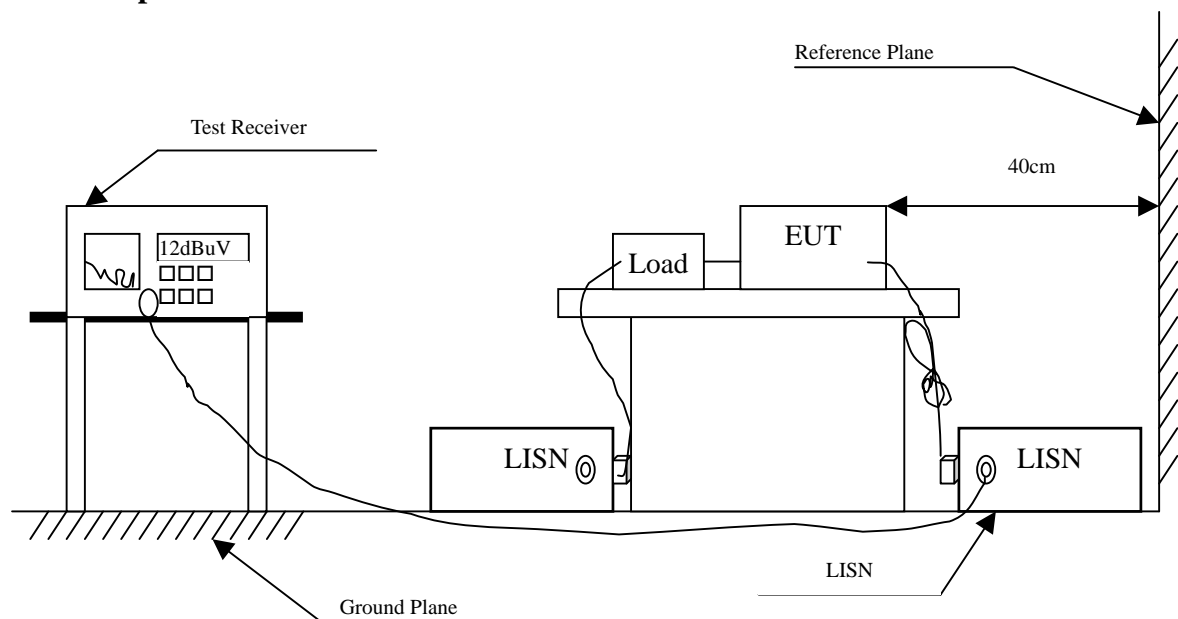 Reference Plane
Test Receiver
40cm
12dBuV
EUT
Load
LISN
LISN
LISN
Ground Plane